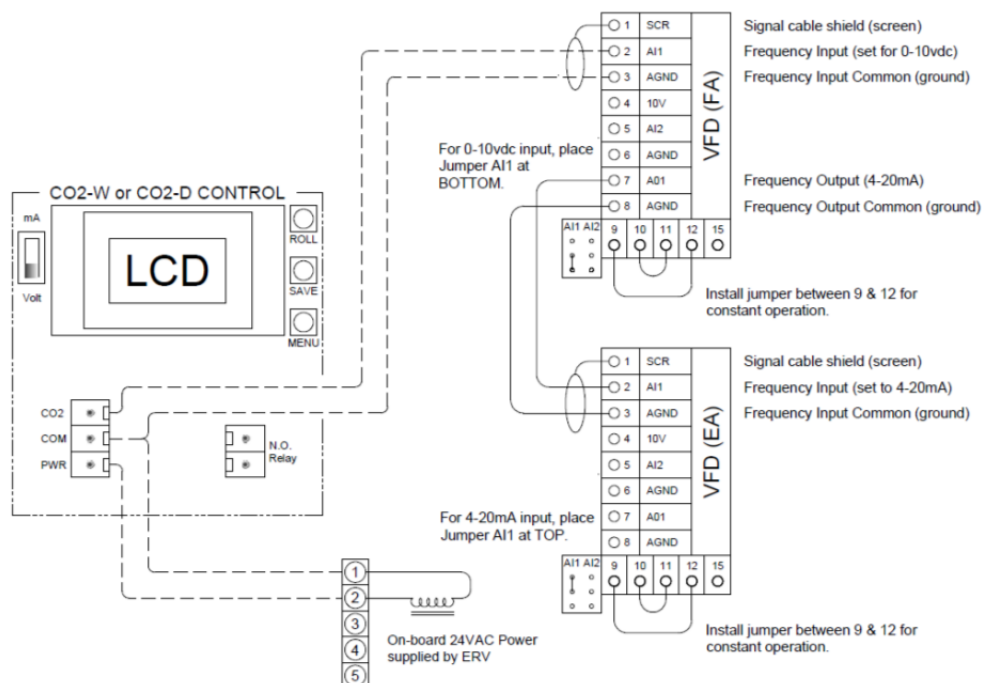 1 SCR Signal cable shield (screen)
2 AI1 Frequency Input (set for 0-10vdc)
3 AGND Frequency Input Common (ground)
4 10V
5 AI2
6 AGND
7 A01 Frequency Output (4-20mA)
8 AGND Frequency Output Common (ground)
VFD (FA)
For 0-10vdc input, place
Jumper AI1 at
BOTTOM.
AI1 AI2
9 10 11 12 15
Install jumper between 9 & 12 for
constant operation.
CO2-W or CO2-D CONTROL
mA
Volt
LCD
ROLL
SAVE
MENU
CO2
COM
PWR
N.O.
Relay
1 SCR Signal cable shield (screen)
2 AI1 Frequency Input (set to 4-20mA)
3 AGND Frequency Input Common (ground)
4 10V
5 AI2
6 AGND
7 A01
8 AGND
VFD (EA)
For 4-20mA input, place
Jumper AI1 at TOP.
AI1 AI2
9 10 11 12 15
Install jumper between 9 & 12 for
constant operation.
1
2
3
4
5
On-board 24VAC Power
supplied by ERV